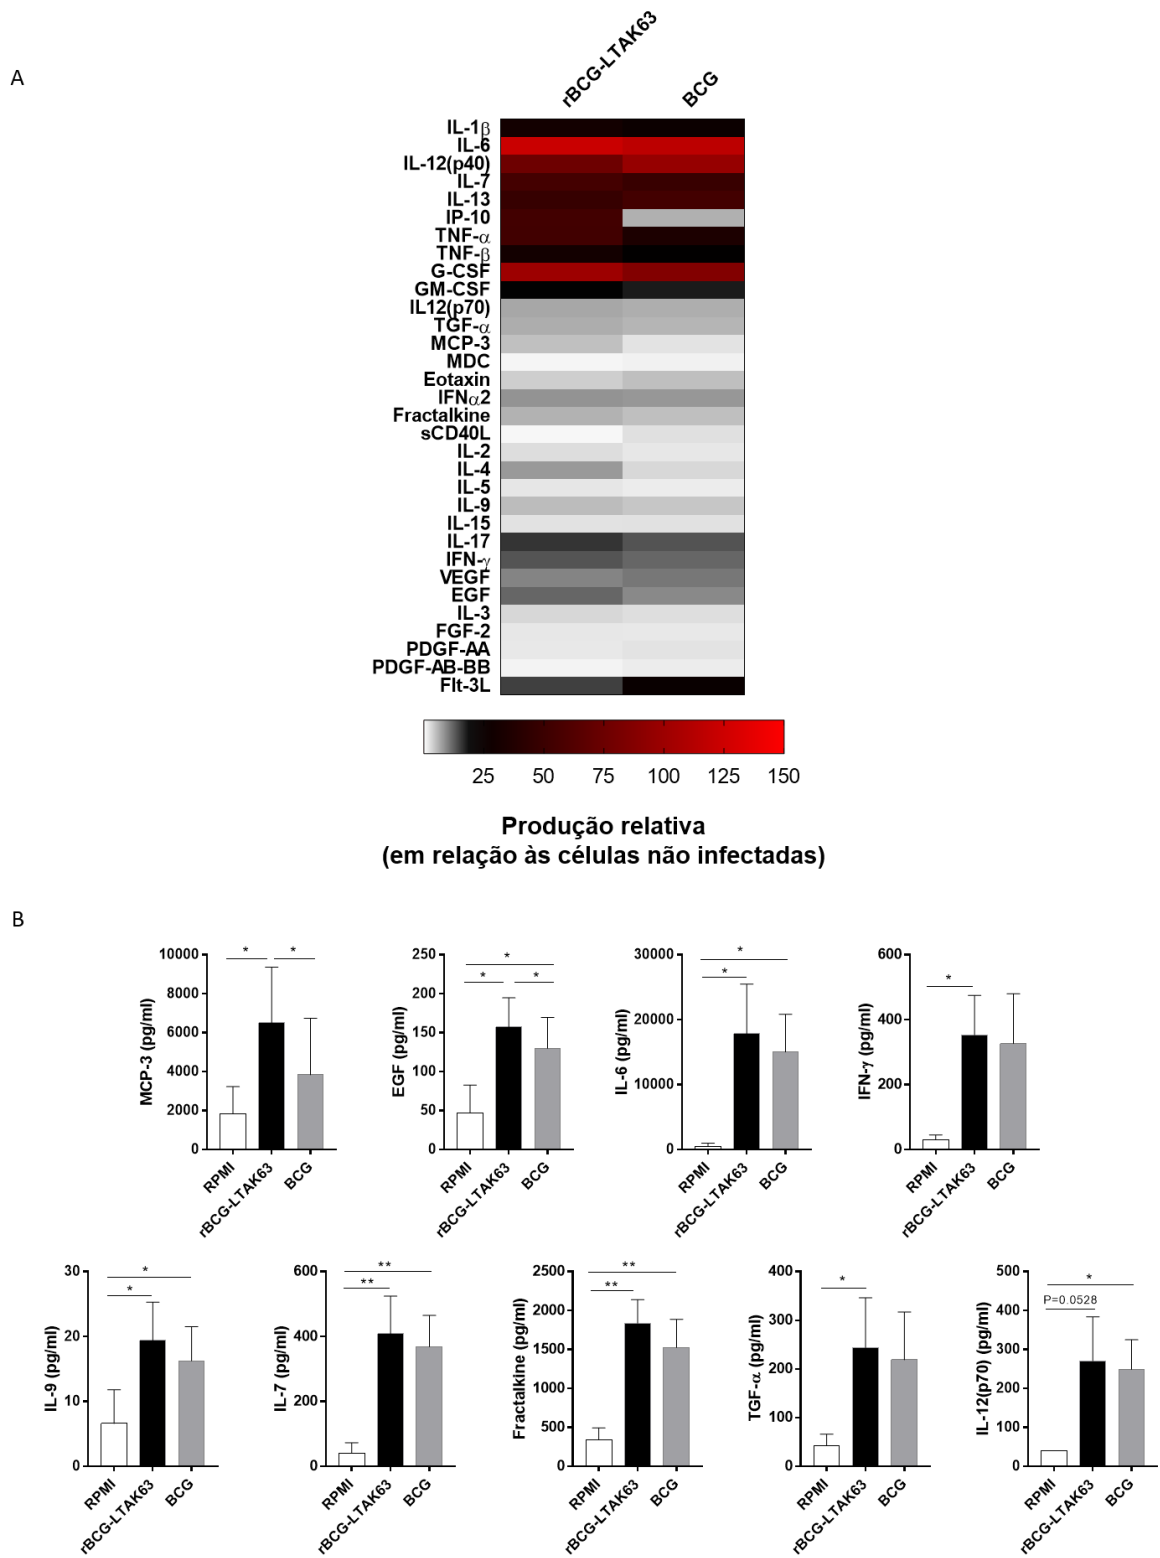 A
rBCG-LTAK63
BCG
IL-1β
IL-6
IL-12(p40)
IL-7
IL-13
IP-10
TNF-α
TNF-β
G-CSF
GM-CSF
IL12(p70)
TGF-α
MCP-3
MDC
Eotaxin
IFNα2
Fractalkine
sCD40L
IL-2
IL-4
IL-5
IL-9
IL-15
IL-17
IFN-γ
VEGF
EGF
IL-3
FGF-2
PDGF-AA
PDGF-AB-BB
Flt-3L
25 50 75 100 125 150
Produção relativa
(em relação às células não infectadas)
B
MCP-3 (pg/ml)
10000
8000
6000
4000
2000
0
* *
RPMI
rBCG-LTAK63
BCG
EGF (pg/ml)
250
200
150
100
50
0
*
* *
RPMI
rBCG-LTAK63
BCG
IL-6 (pg/ml)
30000
20000
10000
0
*
*
RPMI
rBCG-LTAK63
BCG
IFN-γ (pg/ml)
600
400
200
0
*
RPMI
rBCG-LTAK63
BCG
IL-9 (pg/ml)
30
20
10
0
*
*
RPMI
rBCG-LTAK63
BCG
IL-7 (pg/ml)
600
400
200
0
**
**
RPMI
rBCG-LTAK63
BCG
Fractalkine (pg/ml)
2500
2000
1500
1000
500
0
**
**
RPMI
rBCG-LTAK63
BCG
TGF-α (pg/ml)
400
300
200
100
0
*
RPMI
rBCG-LTAK63
BCG
IL-12(p70) (pg/ml)
500
400
300
200
100
0
*
P=0.0528
RPMI
rBCG-LTAK63
BCG